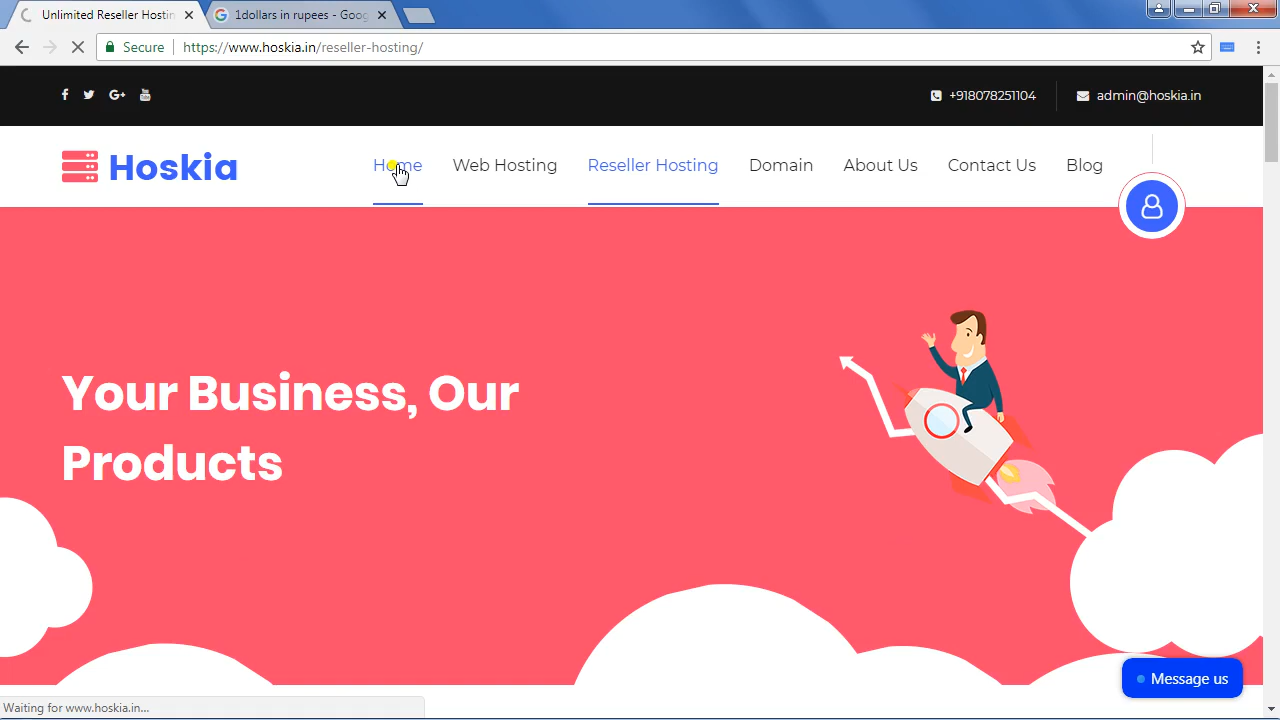 Unlimited Reseller Hostin
1dollars in rupees - Goog
Secure
https://www.hoskia.in/reseller-hosting/
+918078251104
admin@hoskia.in
Hoskia
Home
Web Hosting
Reseller Hosting
Domain
About Us
Contact Us
Blog
Your Business, Our
Products
Message us
Waiting for www.hoskia.in...